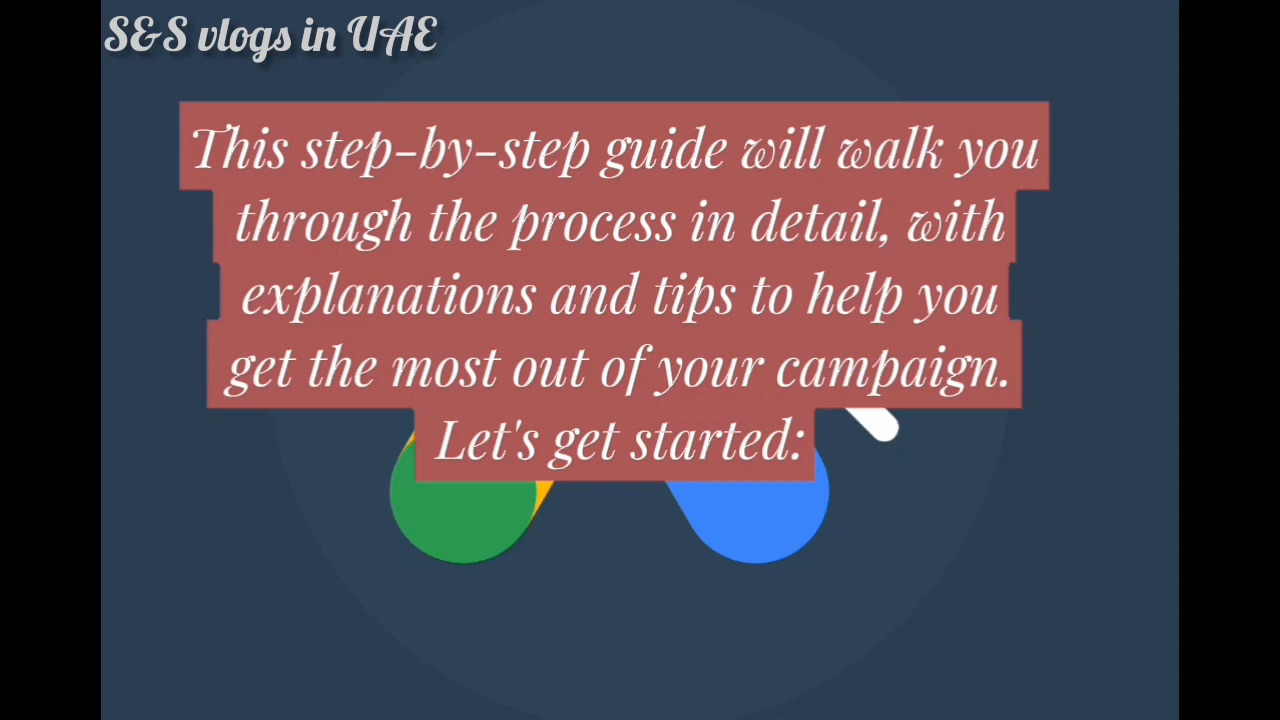 S&S vlogs in UAE
This step-by-step guide will walk you
through the process in detail, with
explanations and tips to help you
get the most out of your campaign.
Let's get started: